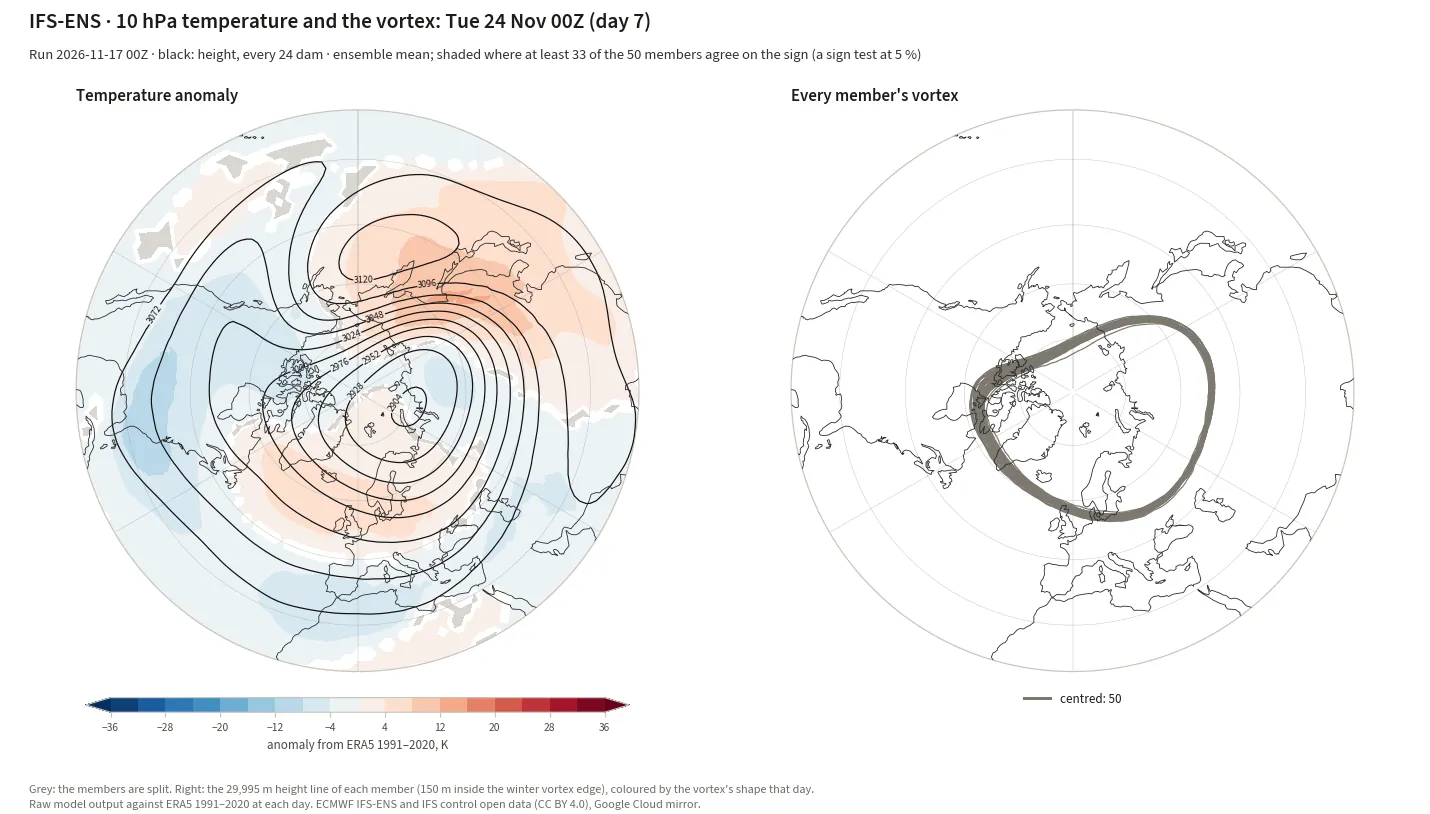 IFS-ENS · 10 hPa temperature and the vortex: Tue 24 Nov 00Z (day 7)
Run 2026-11-17 00Z · black: height, every 24 dam · ensemble mean; shaded where at least 33 of the 50 members agree on the sign (a sign test at 5 %)
Temperature anomaly
Every member's vortex
3120
3096
3072
3048
3024
2976
2952
2928
2904
centred: 50
−36 −28 −20 −12 −4 4 12 20 28 36
anomaly from ERA5 1991–2020, K
Grey: the members are split. Right: the 29,995 m height line of each member (150 m inside the winter vortex edge), coloured by the vortex's shape that day.
Raw model output against ERA5 1991–2020 at each day. ECMWF IFS-ENS and IFS control open data (CC BY 4.0), Google Cloud mirror.